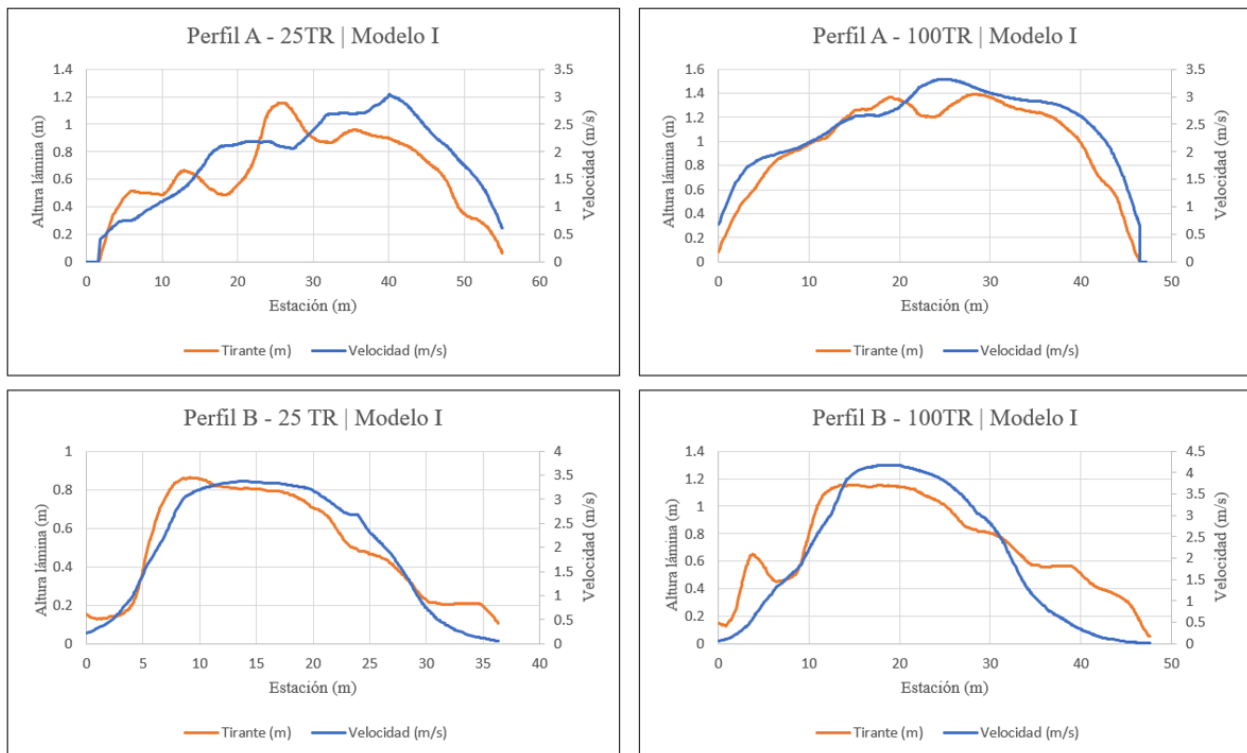 Perfil A - 25TR | Modelo I
Altura lámina (m)
1.4
1.2
1
0.8
0.6
0.4
0.2
0
3.5
3
2.5
2
1.5
1
0.5
0
Velocidad (m/s)
0 10 20 30 40 50 60
Estación (m)
Tirante (m) Velocidad (m/s)
Perfil A - 100TR | Modelo I
Altura lámina (m)
1.6
1.4
1.2
1
0.8
0.6
0.4
0.2
0
3.5
3
2.5
2
1.5
1
0.5
0
Velocidad (m/s)
0 10 20 30 40 50
Estación (m)
Tirante (m) Velocidad (m/s)
Perfil B - 25 TR | Modelo I
Altura lámina (m)
1
0.8
0.6
0.4
0.2
0
4
3.5
3
2.5
2
1.5
1
0.5
0
Velocidad (m/s)
0 5 10 15 20 25 30 35 40
Estación (m)
Tirante (m) Velocidad (m/s)
Perfil B - 100TR | Modelo I
Altura lámina (m)
1.4
1.2
1
0.8
0.6
0.4
0.2
0
4.5
4
3.5
3
2.5
2
1.5
1
0.5
0
Velocidad (m/s)
0 10 20 30 40 50
Estación (m)
Tirante (m) Velocidad (m/s)